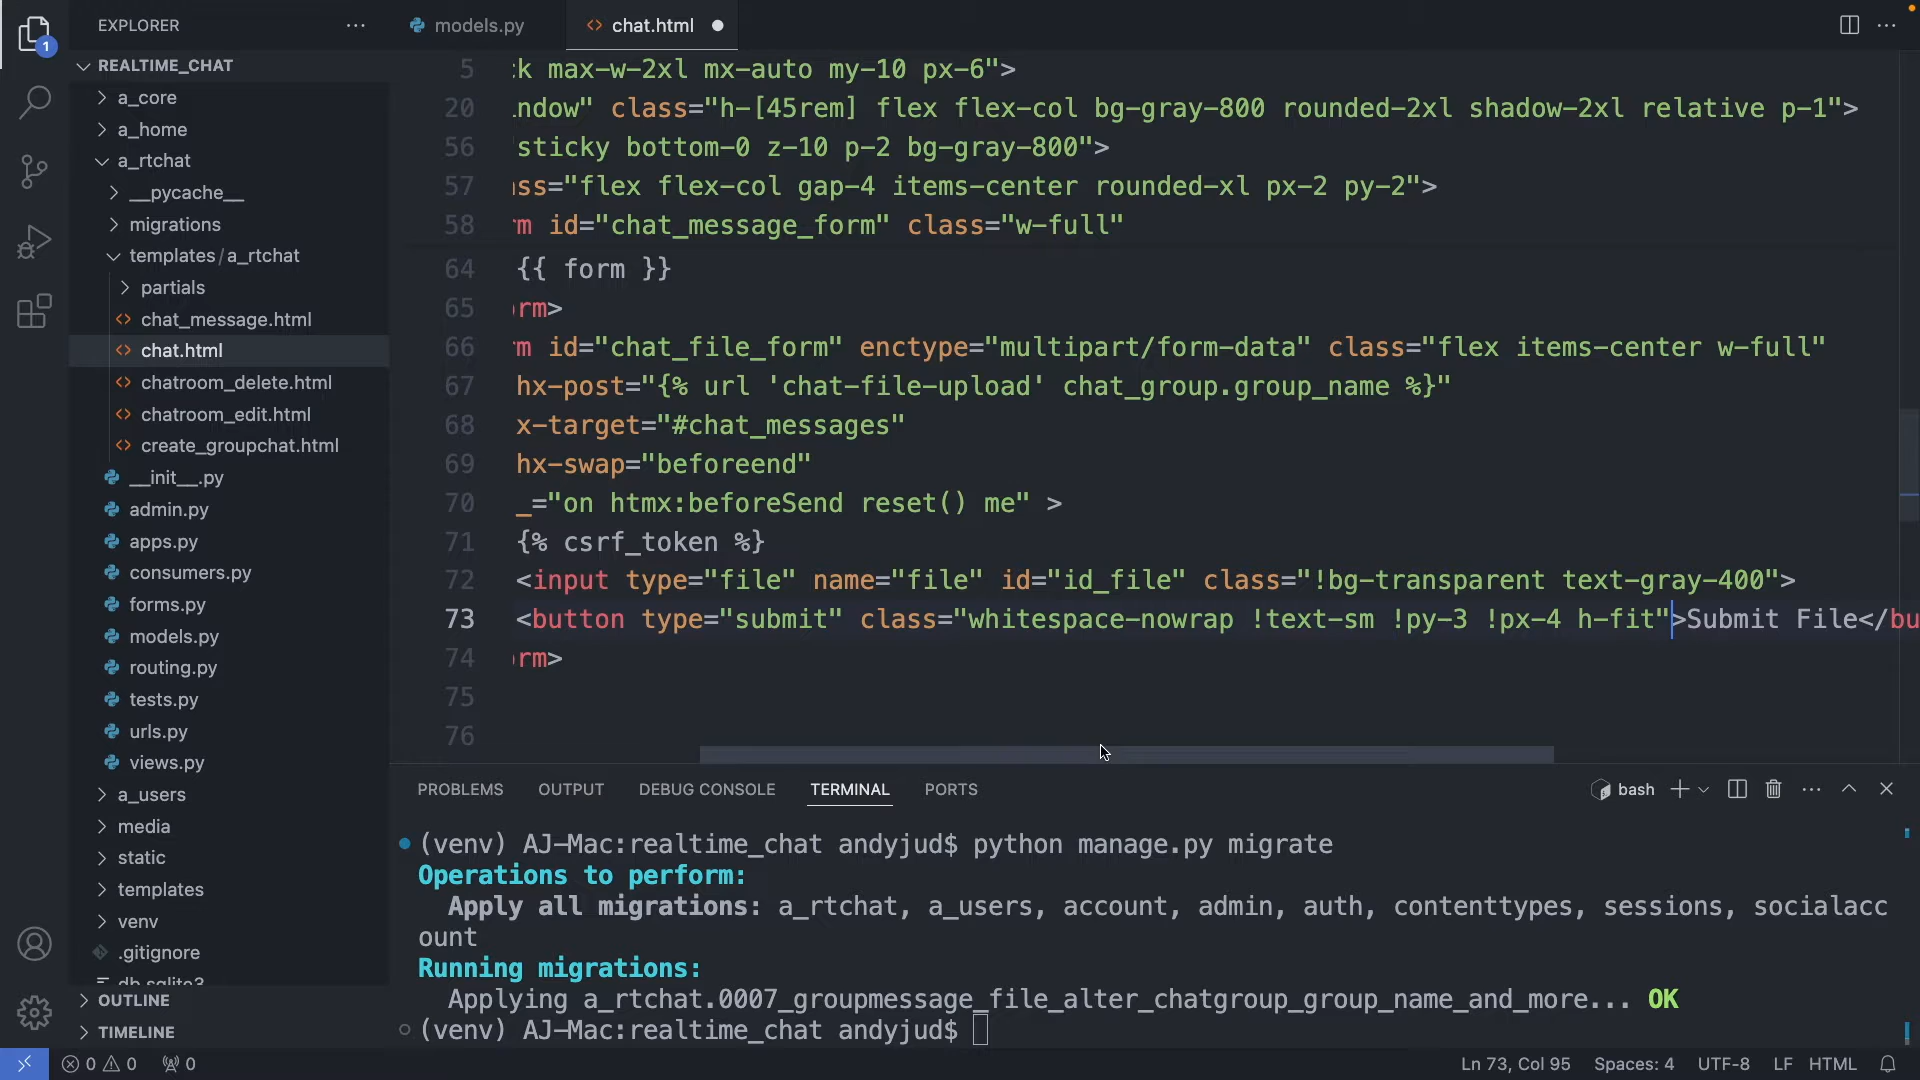 EXPLORER
models.py
chat.html
REALTIME_CHAT
a_core
a_home
a_rtchat
__pycache__
migrations
templates/a_rtchat
partials
chat_message.html
chat.html
chatroom_delete.html
chatroom_edit.html
create_groupchat.html
__init__.py
admin.py
apps.py
consumers.py
forms.py
models.py
routing.py
tests.py
urls.py
views.py
a_users
media
static
templates
venv
.gitignore
db.sqlite3
OUTLINE
TIMELINE
1
5 ck max-w-2xl mx-auto my-10 px-6">
20 indow" class="h-[45rem] flex flex-col bg-gray-800 rounded-2xl shadow-2xl relative p-1">
56 "sticky bottom-0 z-10 p-2 bg-gray-800">
57 ass="flex flex-col gap-4 items-center rounded-xl px-2 py-2">
58 rm id="chat_message_form" class="w-full"
64 {{ form }}
65 orm>
66 rm id="chat_file_form" enctype="multipart/form-data" class="flex items-center w-full"
67 hx-post="{% url 'chat-file-upload' chat_group.group_name %}"
68 x-target="#chat_messages"
69 hx-swap="beforeend"
70 _="on htmx:beforeSend reset() me" >
71 {% csrf_token %}
72 <input type="file" name="file" id="id_file" class="!bg-transparent text-gray-400">
73 <button type="submit" class="whitespace-nowrap !text-sm !py-3 !px-4 h-fit">Submit File</bu
74 orm>
75
76
PROBLEMS OUTPUT DEBUG CONSOLE TERMINAL PORTS
bash
(venv) AJ-Mac:realtime_chat andyjud$ python manage.py migrate
Operations to perform:
Apply all migrations: a_rtchat, a_users, account, admin, auth, contenttypes, sessions, socialacc
ount
Running migrations:
Applying a_rtchat.0007_groupmessage_file_alter_chatgroup_group_name_and_more... OK
(venv) AJ-Mac:realtime_chat andyjud$
0 0 0
Ln 73, Col 95 Spaces: 4 UTF-8 LF HTML